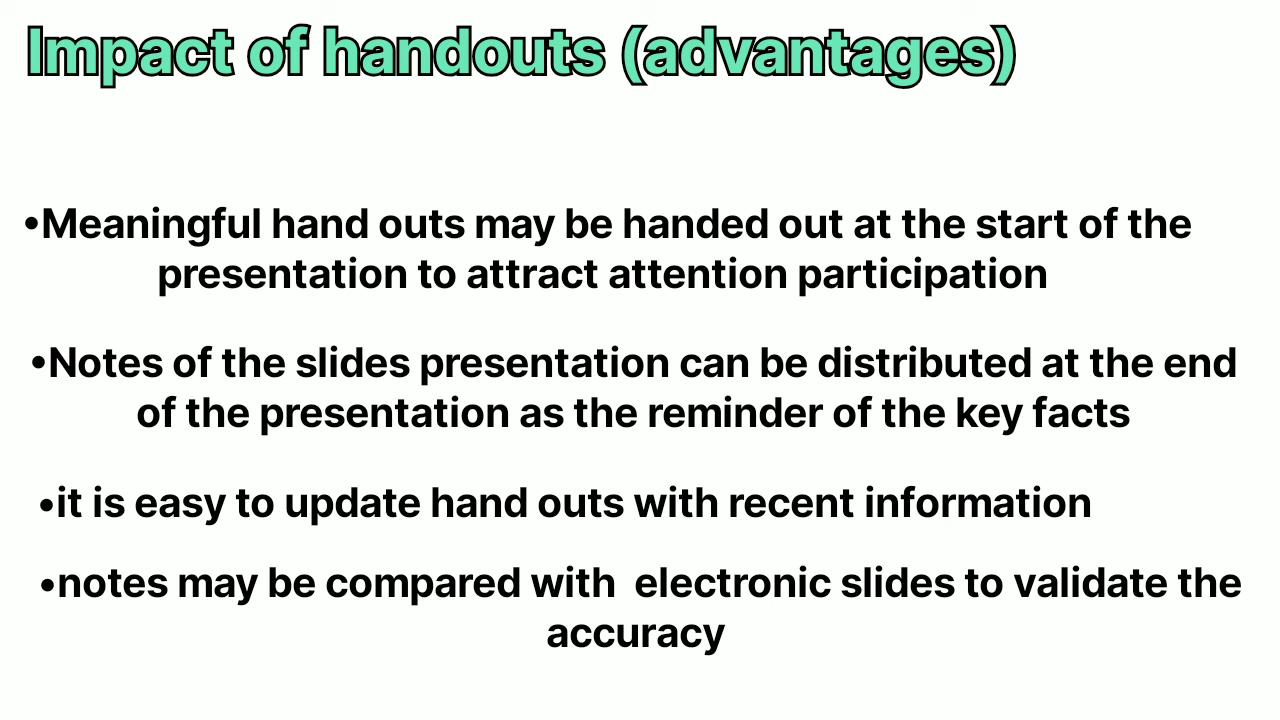 Impact of handouts (advantages)
•Meaningful hand outs may be handed out at the start of the
presentation to attract attention participation
•Notes of the slides presentation can be distributed at the end
of the presentation as the reminder of the key facts
•it is easy to update hand outs with recent information
•notes may be compared with  electronic slides to validate the
accuracy